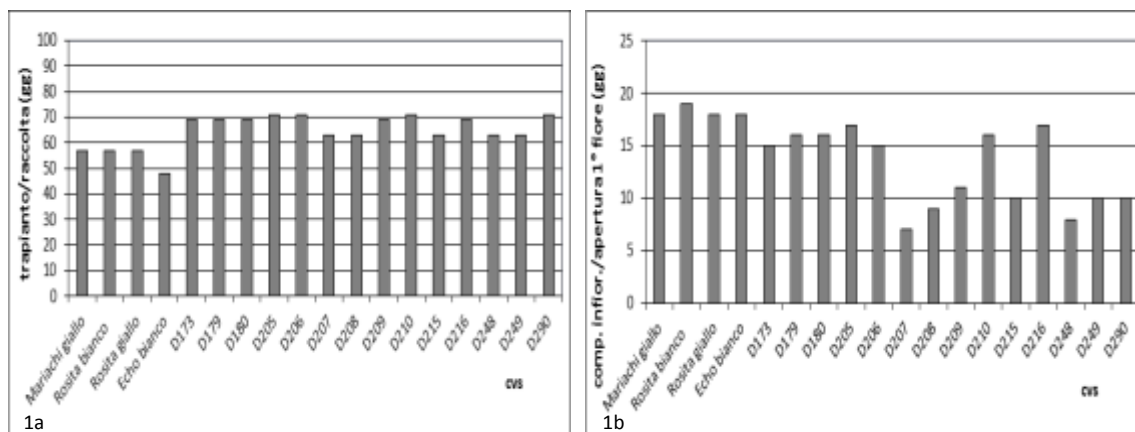 trapianto/raccolta (gg)
100
90
80
70
60
50
40
30
20
10
0
Mariachi giallo
Rosita bianco
Rosita giallo
Echo bianco
D173
D179
D180
D205
D206
D207
D208
D209
D210
D215
D216
D248
D249
D290
cvs
1a
comp. infior./apertura 1° fiore (gg)
25
20
15
10
5
0
Mariachi giallo
Rosita bianco
Rosita giallo
Echo bianco
D173
D179
D180
D205
D206
D207
D208
D209
D210
D215
D216
D248
D249
D290
cvs
1b